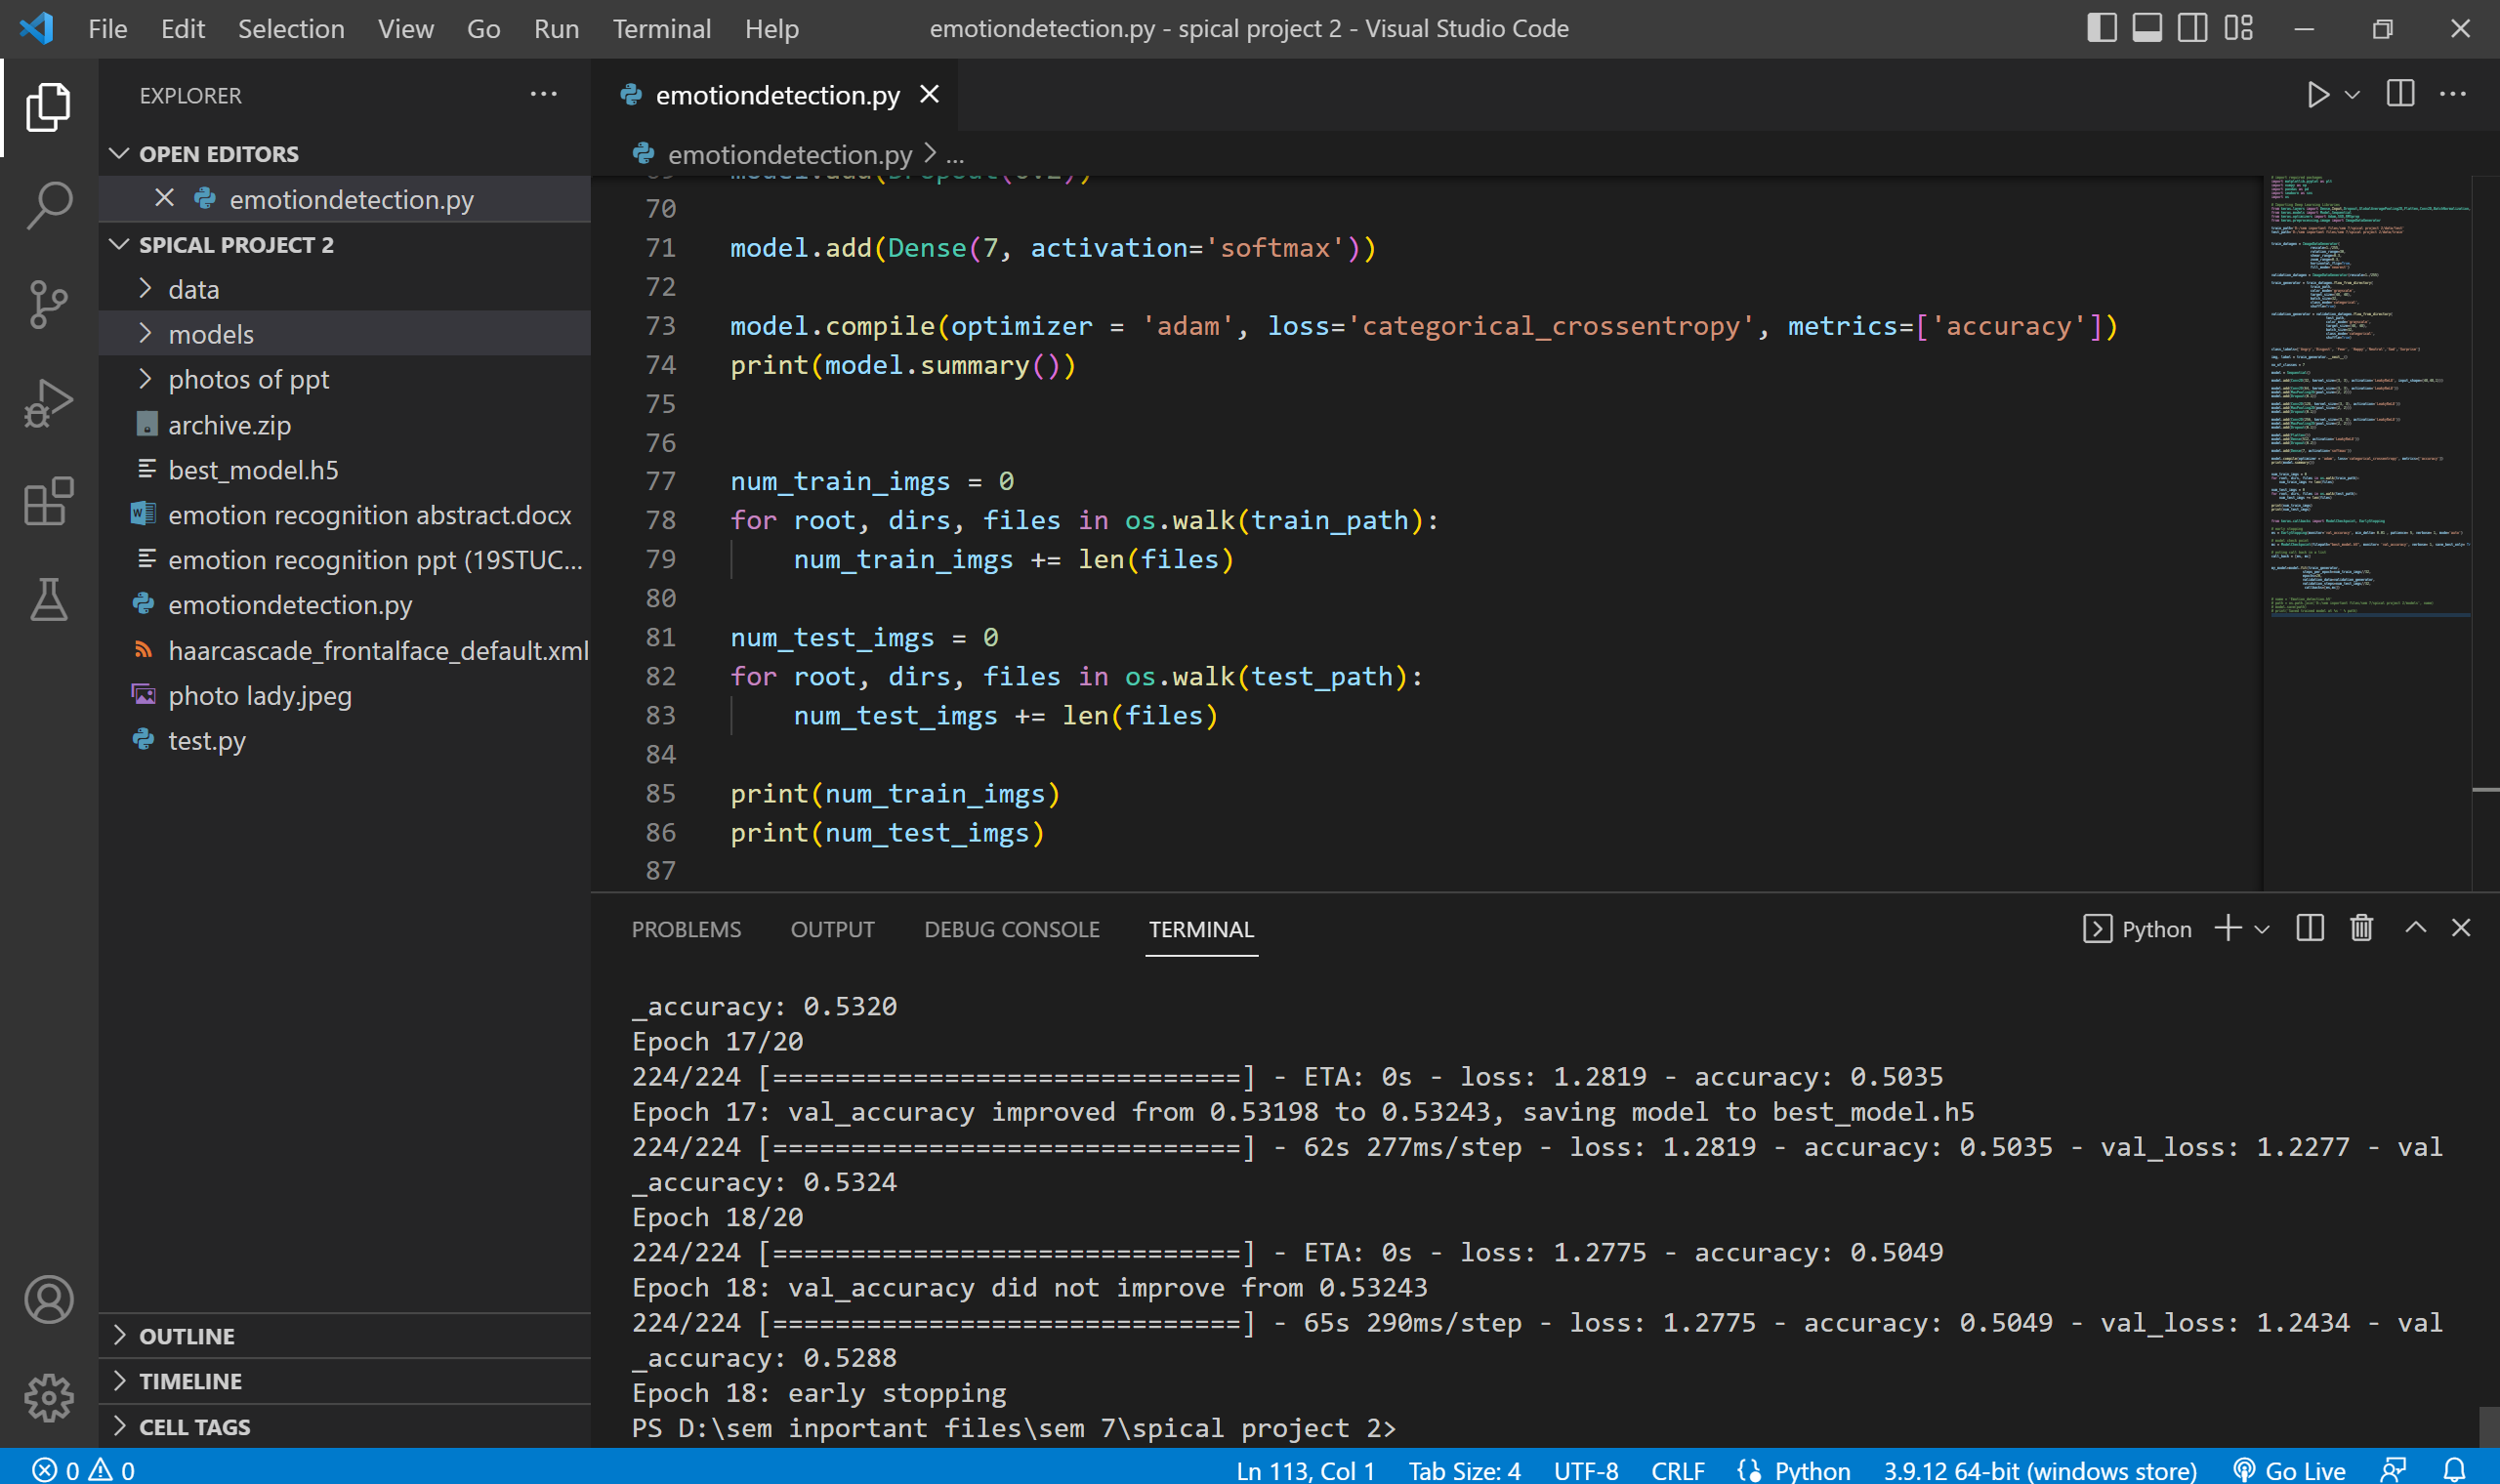 File Edit Selection View Go Run Terminal Help
emotiondetection.py - spical project 2 - Visual Studio Code
EXPLORER
OPEN EDITORS
emotiondetection.py
SPICAL PROJECT 2
data
models
photos of ppt
archive.zip
best_model.h5
emotion recognition abstract.docx
emotion recognition ppt (19STUC...
emotiondetection.py
haarcascade_frontalface_default.xml
photo lady.jpeg
test.py
OUTLINE
TIMELINE
CELL TAGS
emotiondetection.py
emotiondetection.py > ...
70
71 model.add(Dense(7, activation='softmax'))
72
73 model.compile(optimizer = 'adam', loss='categorical_crossentropy', metrics=['accuracy'])
74 print(model.summary())
75
76
77 num_train_imgs = 0
78 for root, dirs, files in os.walk(train_path):
79 num_train_imgs += len(files)
80
81 num_test_imgs = 0
82 for root, dirs, files in os.walk(test_path):
83 num_test_imgs += len(files)
84
85 print(num_train_imgs)
86 print(num_test_imgs)
87
PROBLEMS OUTPUT DEBUG CONSOLE TERMINAL
Python
_accuracy: 0.5320
Epoch 17/20
224/224 [==============================] - ETA: 0s - loss: 1.2819 - accuracy: 0.5035
Epoch 17: val_accuracy improved from 0.53198 to 0.53243, saving model to best_model.h5
224/224 [==============================] - 62s 277ms/step - loss: 1.2819 - accuracy: 0.5035 - val_loss: 1.2277 - val
_accuracy: 0.5324
Epoch 18/20
224/224 [==============================] - ETA: 0s - loss: 1.2775 - accuracy: 0.5049
Epoch 18: val_accuracy did not improve from 0.53243
224/224 [==============================] - 65s 290ms/step - loss: 1.2775 - accuracy: 0.5049 - val_loss: 1.2434 - val
_accuracy: 0.5288
Epoch 18: early stopping
PS D:\sem inportant files\sem 7\spical project 2>
0 0
Ln 113, Col 1 Tab Size: 4 UTF-8 CRLF Python 3.9.12 64-bit (windows store) Go Live